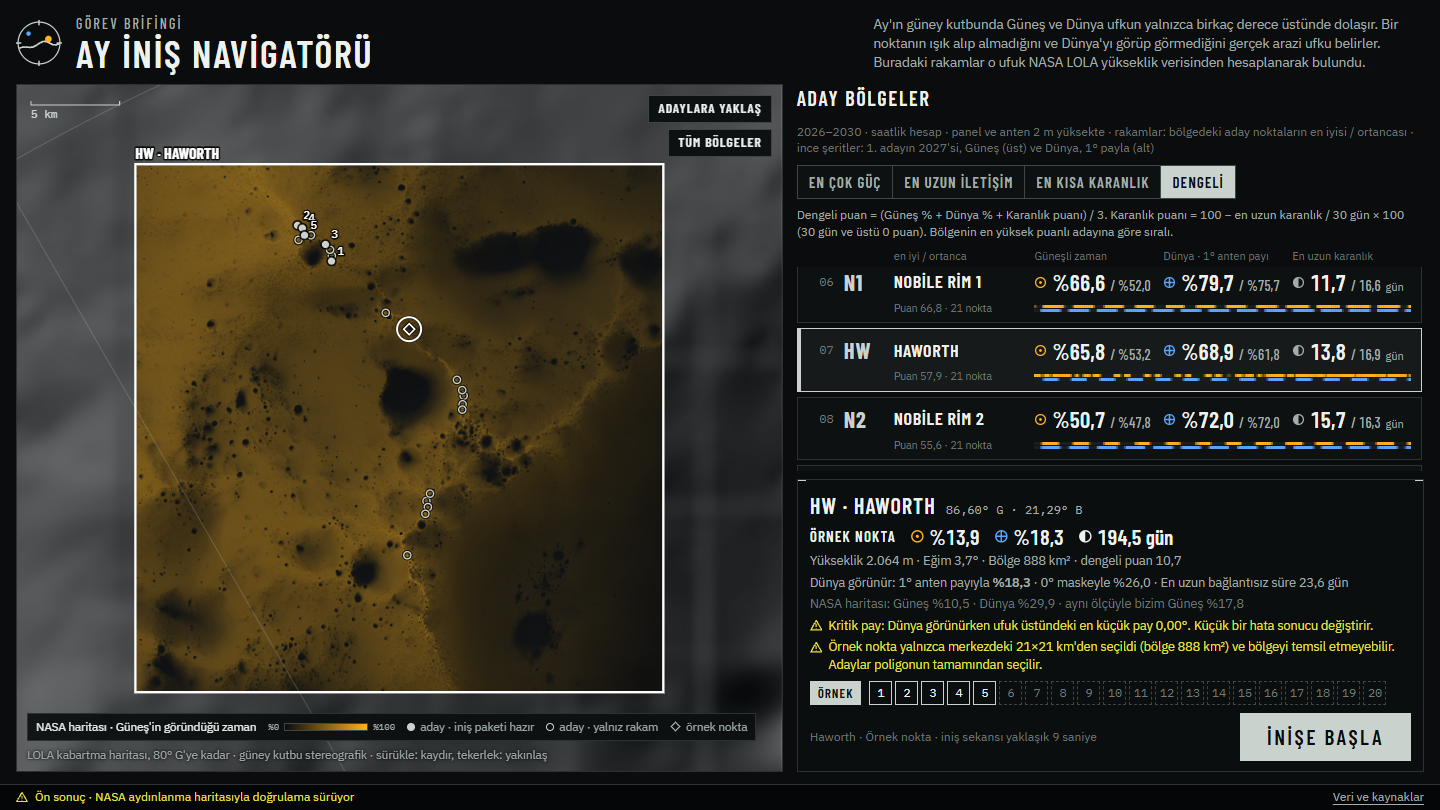 GÖREV BRİFİNGİ
AY İNİŞ NAVİGATÖRÜ
Ay'ın güney kutbunda Güneş ve Dünya ufkun yalnızca birkaç derece üstünde dolaşır. Bir
noktanın ışık alıp almadığını ve Dünya'yı görüp görmediğini gerçek arazi ufku belirler.
Buradaki rakamlar o ufuk NASA LOLA yükseklik verisinden hesaplanarak bulundu.
5 km
ADAYLARA YAKLAŞ
TÜM BÖLGELER
HW · HAWORTH
2
4
5
3
1
NASA haritası · Güneş'in göründüğü zaman %0 %100 aday · iniş paketi hazır aday · yalnız rakam örnek nokta
LOLA kabartma haritası, 80° G'ye kadar · güney kutbu stereografik · sürükle: kaydır, tekerlek: yakınlaş
ADAY BÖLGELER
2026–2030 · saatlik hesap · panel ve anten 2 m yüksekte · rakamlar: bölgedeki aday noktaların en iyisi / ortancası ·
ince şeritler: 1. adayın 2027'si, Güneş (üst) ve Dünya, 1° payla (alt)
EN ÇOK GÜÇ EN UZUN İLETİŞİM EN KISA KARANLIK DENGELİ
Dengeli puan = (Güneş % + Dünya % + Karanlık puanı) / 3. Karanlık puanı = 100 − en uzun karanlık / 30 gün × 100
(30 gün ve üstü 0 puan). Bölgenin en yüksek puanlı adayına göre sıralı.
en iyi / ortanca Güneşli zaman Dünya · 1° anten payı En uzun karanlık
06 N1 NOBİLE RİM 1 %66,6 / %52,0 %79,7 / %75,7 11,7 / 16,6 gün
Puan 66,8 · 21 nokta
07 HW HAWORTH %65,8 / %53,2 %68,9 / %61,8 13,8 / 16,9 gün
Puan 57,9 · 21 nokta
08 N2 NOBİLE RİM 2 %50,7 / %47,8 %72,0 / %72,0 15,7 / 16,3 gün
Puan 55,6 · 21 nokta
HW · HAWORTH 86,60° G · 21,29° B
ÖRNEK NOKTA %13,9 %18,3 194,5 gün
Yükseklik 2.064 m · Eğim 3,7° · Bölge 888 km² · dengeli puan 10,7
Dünya görünür: 1° anten payıyla %18,3 · 0° maskeyle %26,0 · En uzun bağlantısız süre 23,6 gün
NASA haritası: Güneş %10,5 · Dünya %29,9 · aynı ölçüyle bizim Güneş %17,8
Kritik pay: Dünya görünürken ufuk üstündeki en küçük pay 0,00°. Küçük bir hata sonucu değiştirir.
Örnek nokta yalnızca merkezdeki 21×21 km'den seçildi (bölge 888 km²) ve bölgeyi temsil etmeyebilir.
Adaylar poligonun tamamından seçilir.
ÖRNEK 1 2 3 4 5 6 7 8 9 10 11 12 13 14 15 16 17 18 19 20
Haworth · Örnek nokta · iniş sekansı yaklaşık 9 saniye
İNİŞE BAŞLA
Ön sonuç · NASA aydınlanma haritasıyla doğrulama sürüyor
Veri ve kaynaklar